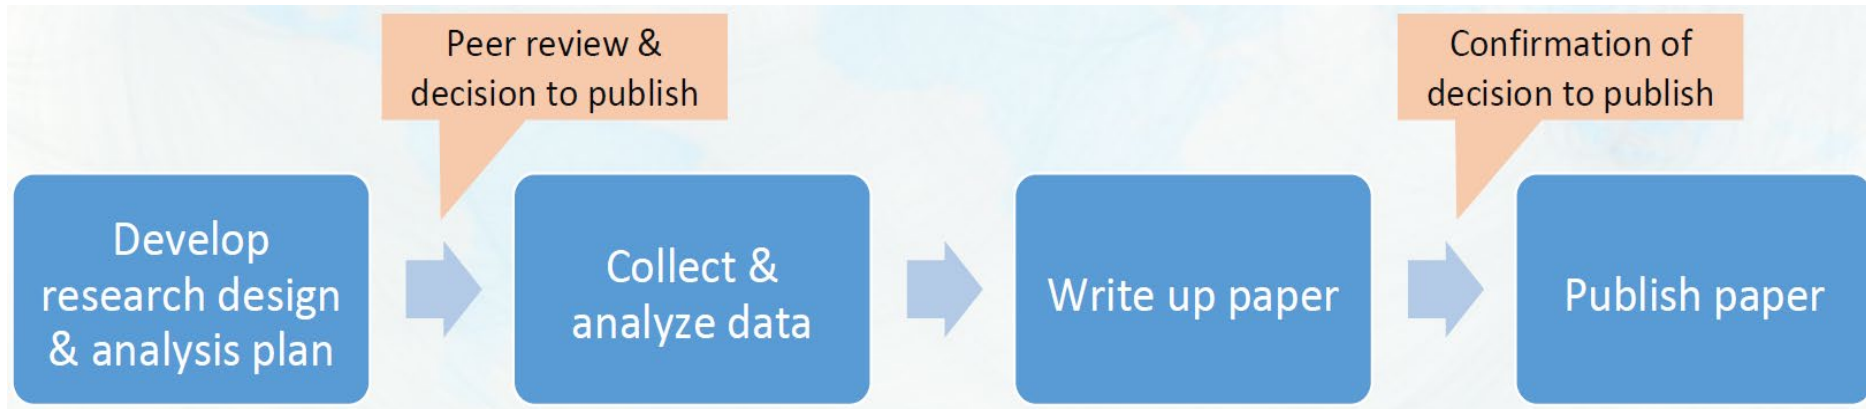 Peer review &
decision to publish
Confirmation of
decision to publish
Develop
research design
& analysis plan
Collect &
analyze data
Write up paper
Publish paper